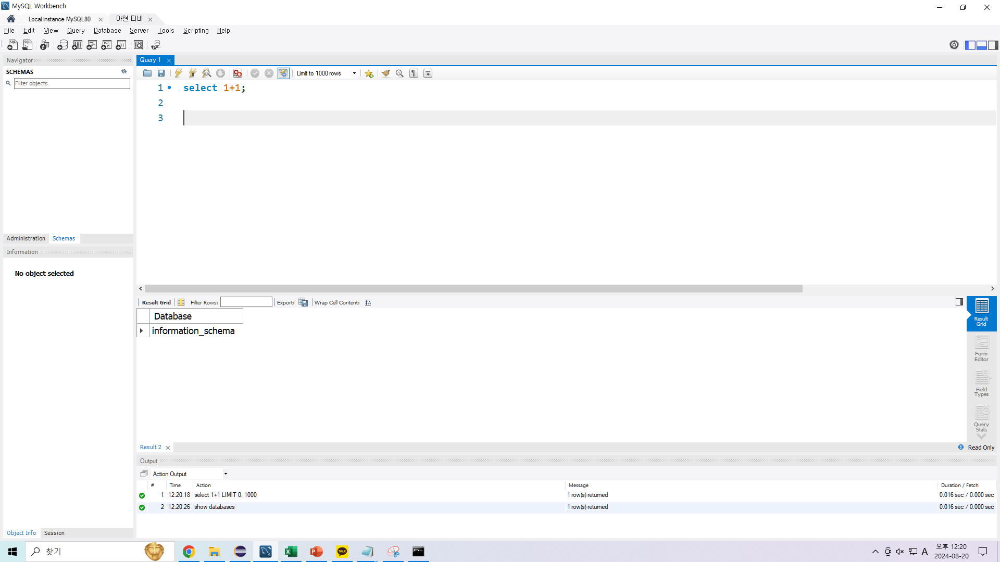 MySQL Workbench
Local instance MySQL80
아현 디비
File Edit View Query Database Server Tools Scripting Help
Navigator
SCHEMAS
Filter objects
Administration Schemas
Information
No object selected
Object Info Session
Query 1
Limit to 1000 rows
1 select 1+1;
2
3
Result Grid Filter Rows: Export: Wrap Cell Content:
Database
information_schema
Result Grid
Form Editor
Field Types
Query Stats
Result 2
Read Only
Output
Action Output
# Time Action Message Duration / Fetch
1 12:20:18 select 1+1 LIMIT 0, 1000 1 row(s) returned 0.016 sec / 0.000 sec
2 12:20:26 show databases 1 row(s) returned 0.016 sec / 0.000 sec
찾기
TALK
A
오후 12:20
2024-08-20